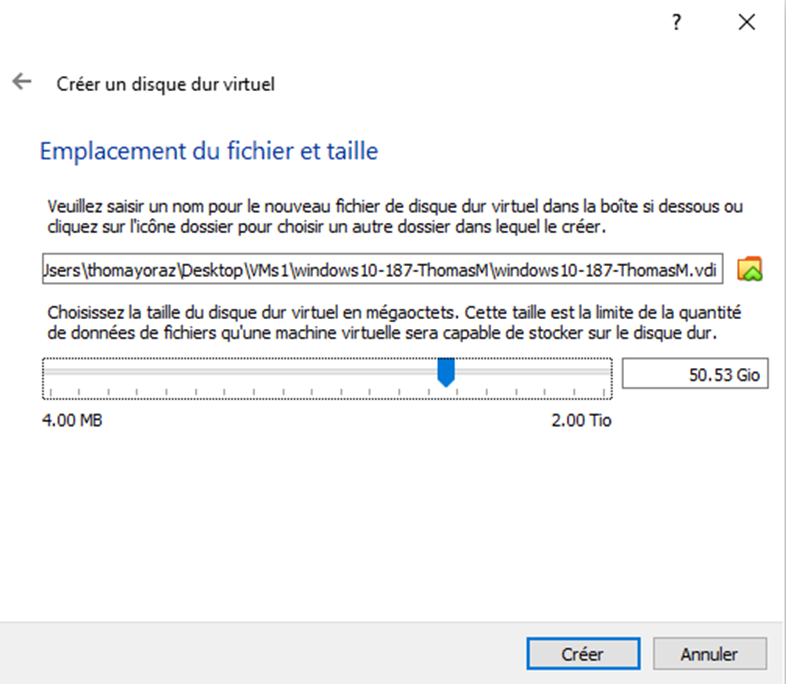 ?
Créer un disque dur virtuel
Emplacement du fichier et taille
Veuillez saisir un nom pour le nouveau fichier de disque dur virtuel dans la boîte si dessous ou
cliquez sur l'icône dossier pour choisir un autre dossier dans lequel le créer.
Jsers\thomayoraz\Desktop\VMs1\windows10-187-ThomasM\windows10-187-ThomasM.vdi
Choisissez la taille du disque dur virtuel en mégaoctets. Cette taille est la limite de la quantité
de données de fichiers qu'une machine virtuelle sera capable de stocker sur le disque dur.
50.53 Gio
4.00 MB 2.00 Tio
Créer Annuler